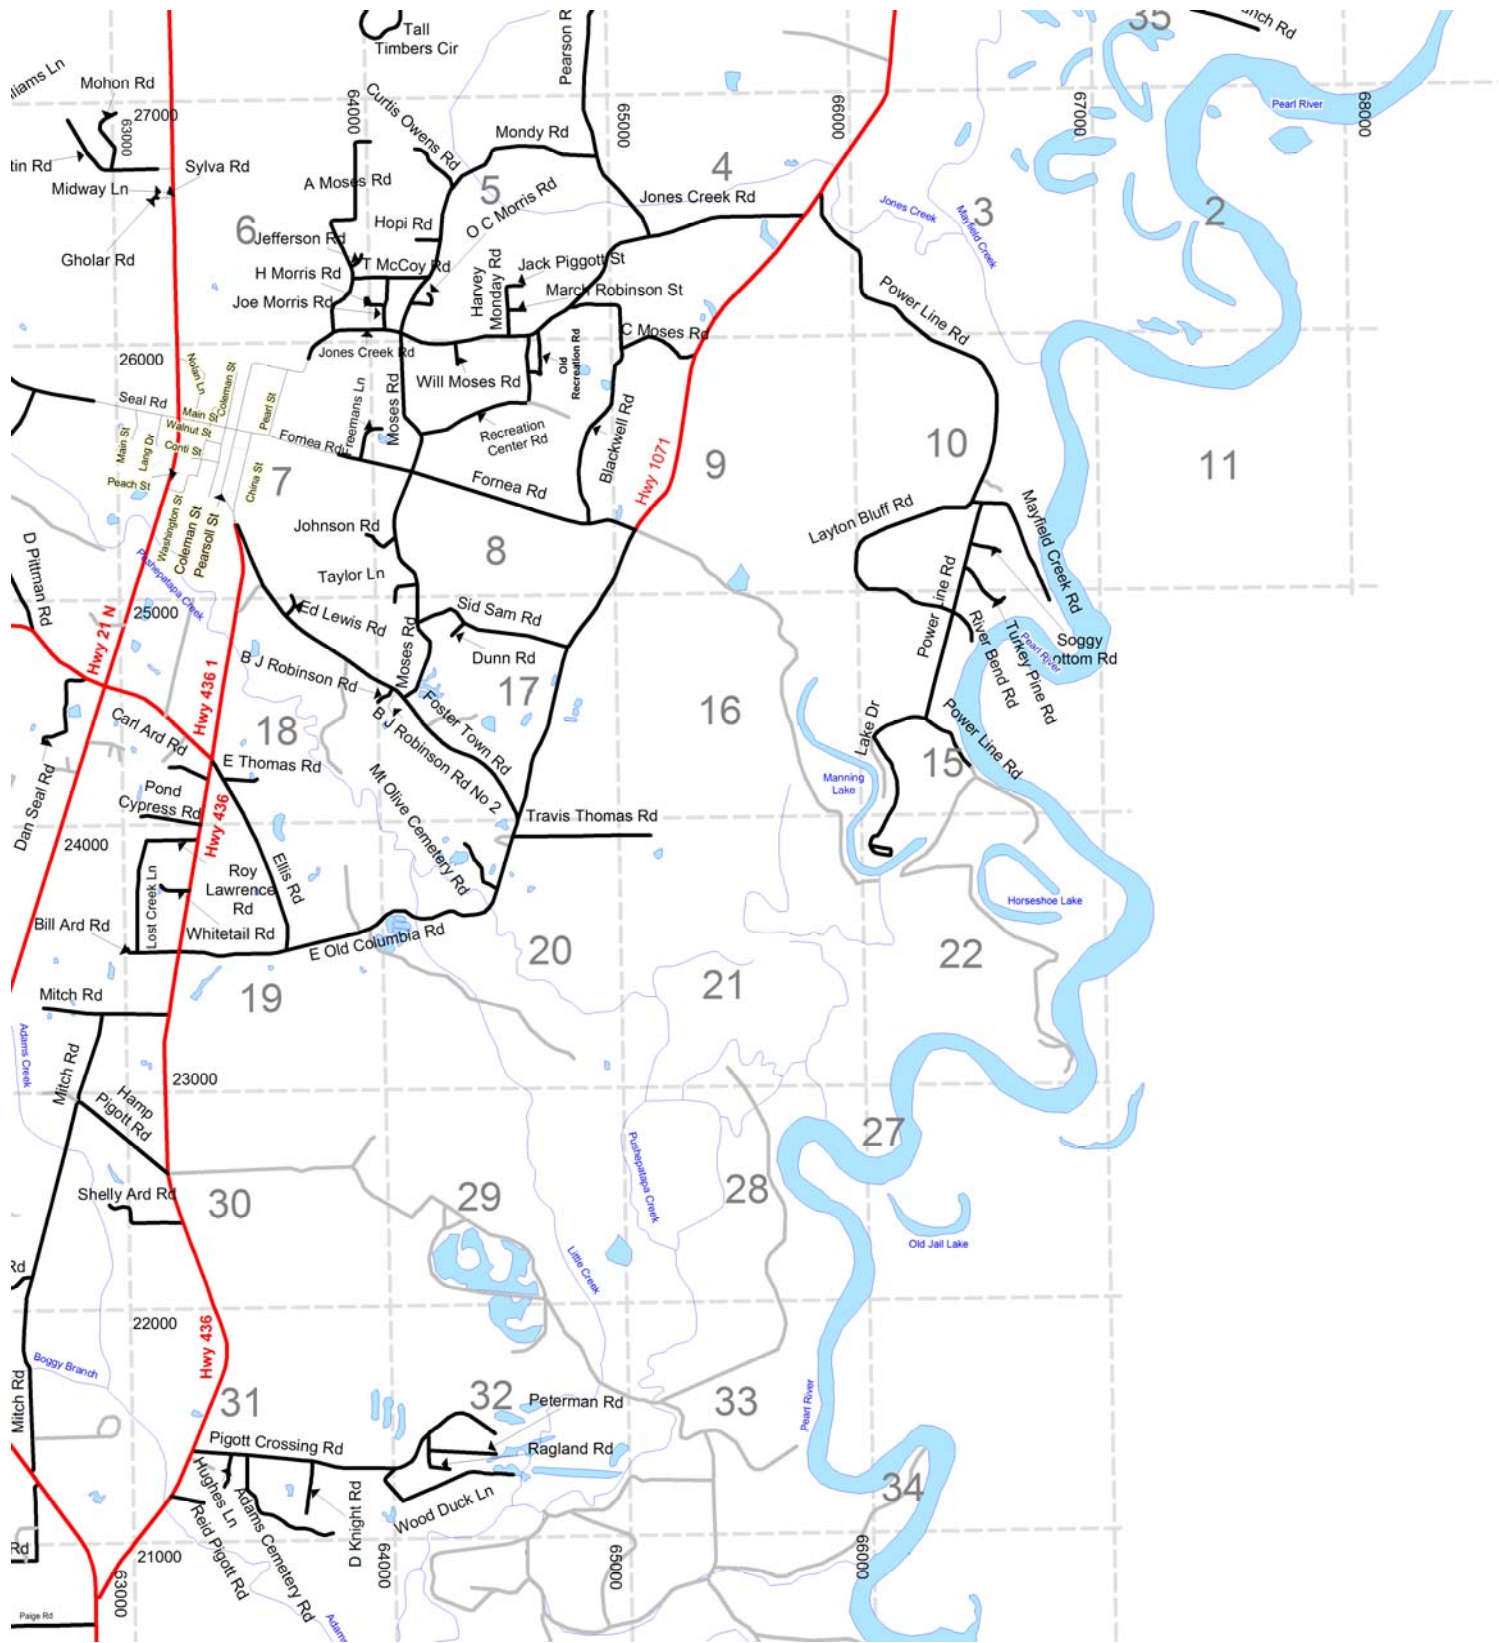 Tall
Timbers Cir
35
Mohon Rd
27000
63000
64000
Curtis Owens Rd
Pearson R
65000
66000
67000
Pearl River
68000
Mondy Rd
4
Sylva Rd
Midway Ln
A Moses Rd
5
Jones Creek Rd
Jones Creek
Mayfield Creek
3
2
6
Hopi Rd
O C Morris Rd
Gholar Rd
Jefferson Rd
T McCoy Rd
H Morris Rd
Joe Morris Rd
Harvey
Monday Rd
Jack Piggott St
March Robinson St
C Moses Rd
Power Line Rd
26000
Jones Creek Rd
Old
Recreation Rd
Nolan Ln
Coleman St
Pearl St
Freemans Ln
Moses Rd
Will Moses Rd
Seal Rd
Main St
Walnut St
Conti St
Main St
Lang Dr
Fornea Rd
Recreation
Center Rd
Blackwell Rd
Hwy 1071
9
10
11
Peach St
China St
7
Fornea Rd
Washington St
Coleman St
Pearsoll St
Johnson Rd
8
Layton Bluff Rd
Mayfield Creek Rd
D Pittman Rd
Pushepatapa Creek
Taylor Ln
25000
Ed Lewis Rd
Sid Sam Rd
Moses Rd
Dunn Rd
Power Line Rd
River Bend Rd
Turkey Pine Rd
Pearl River
Soggy
ottom Rd
Hwy 21 N
Hwy 436 1
B J Robinson Rd
17
16
Foster Town Rd
B J Robinson Rd No 2
Carl Ard Rd
18
Lake Dr
Power Line Rd
15
E Thomas Rd
Dan Seal Rd
Pond
Cypress Rd
Hwy 436
Mt Olive Cemetery Rd
Manning
Lake
Travis Thomas Rd
24000
Roy
Lawrence
Rd
Ellis Rd
Lost Creek Ln
Horseshoe Lake
Bill Ard Rd
Whitetail Rd
E Old Columbia Rd
20
22
21
Mitch Rd
19
Adams Creek
Mitch Rd
23000
Hamp
Pigott Rd
27
Pushepatapa Creek
Shelly Ard Rd
30
29
28
Old Jail Lake
Rd
Little Creek
22000
Hwy 436
Boggy Branch
Mitch Rd
31
32
Peterman Rd
33
Pearl River
Pigott Crossing Rd
Ragland Rd
Hughes Ln
Reid Pigott Rd
Adams Cemetery Rd
D Knight Rd
Wood Duck Ln
34
Rd
21000
63000
64000
65000
66000
Paige Rd